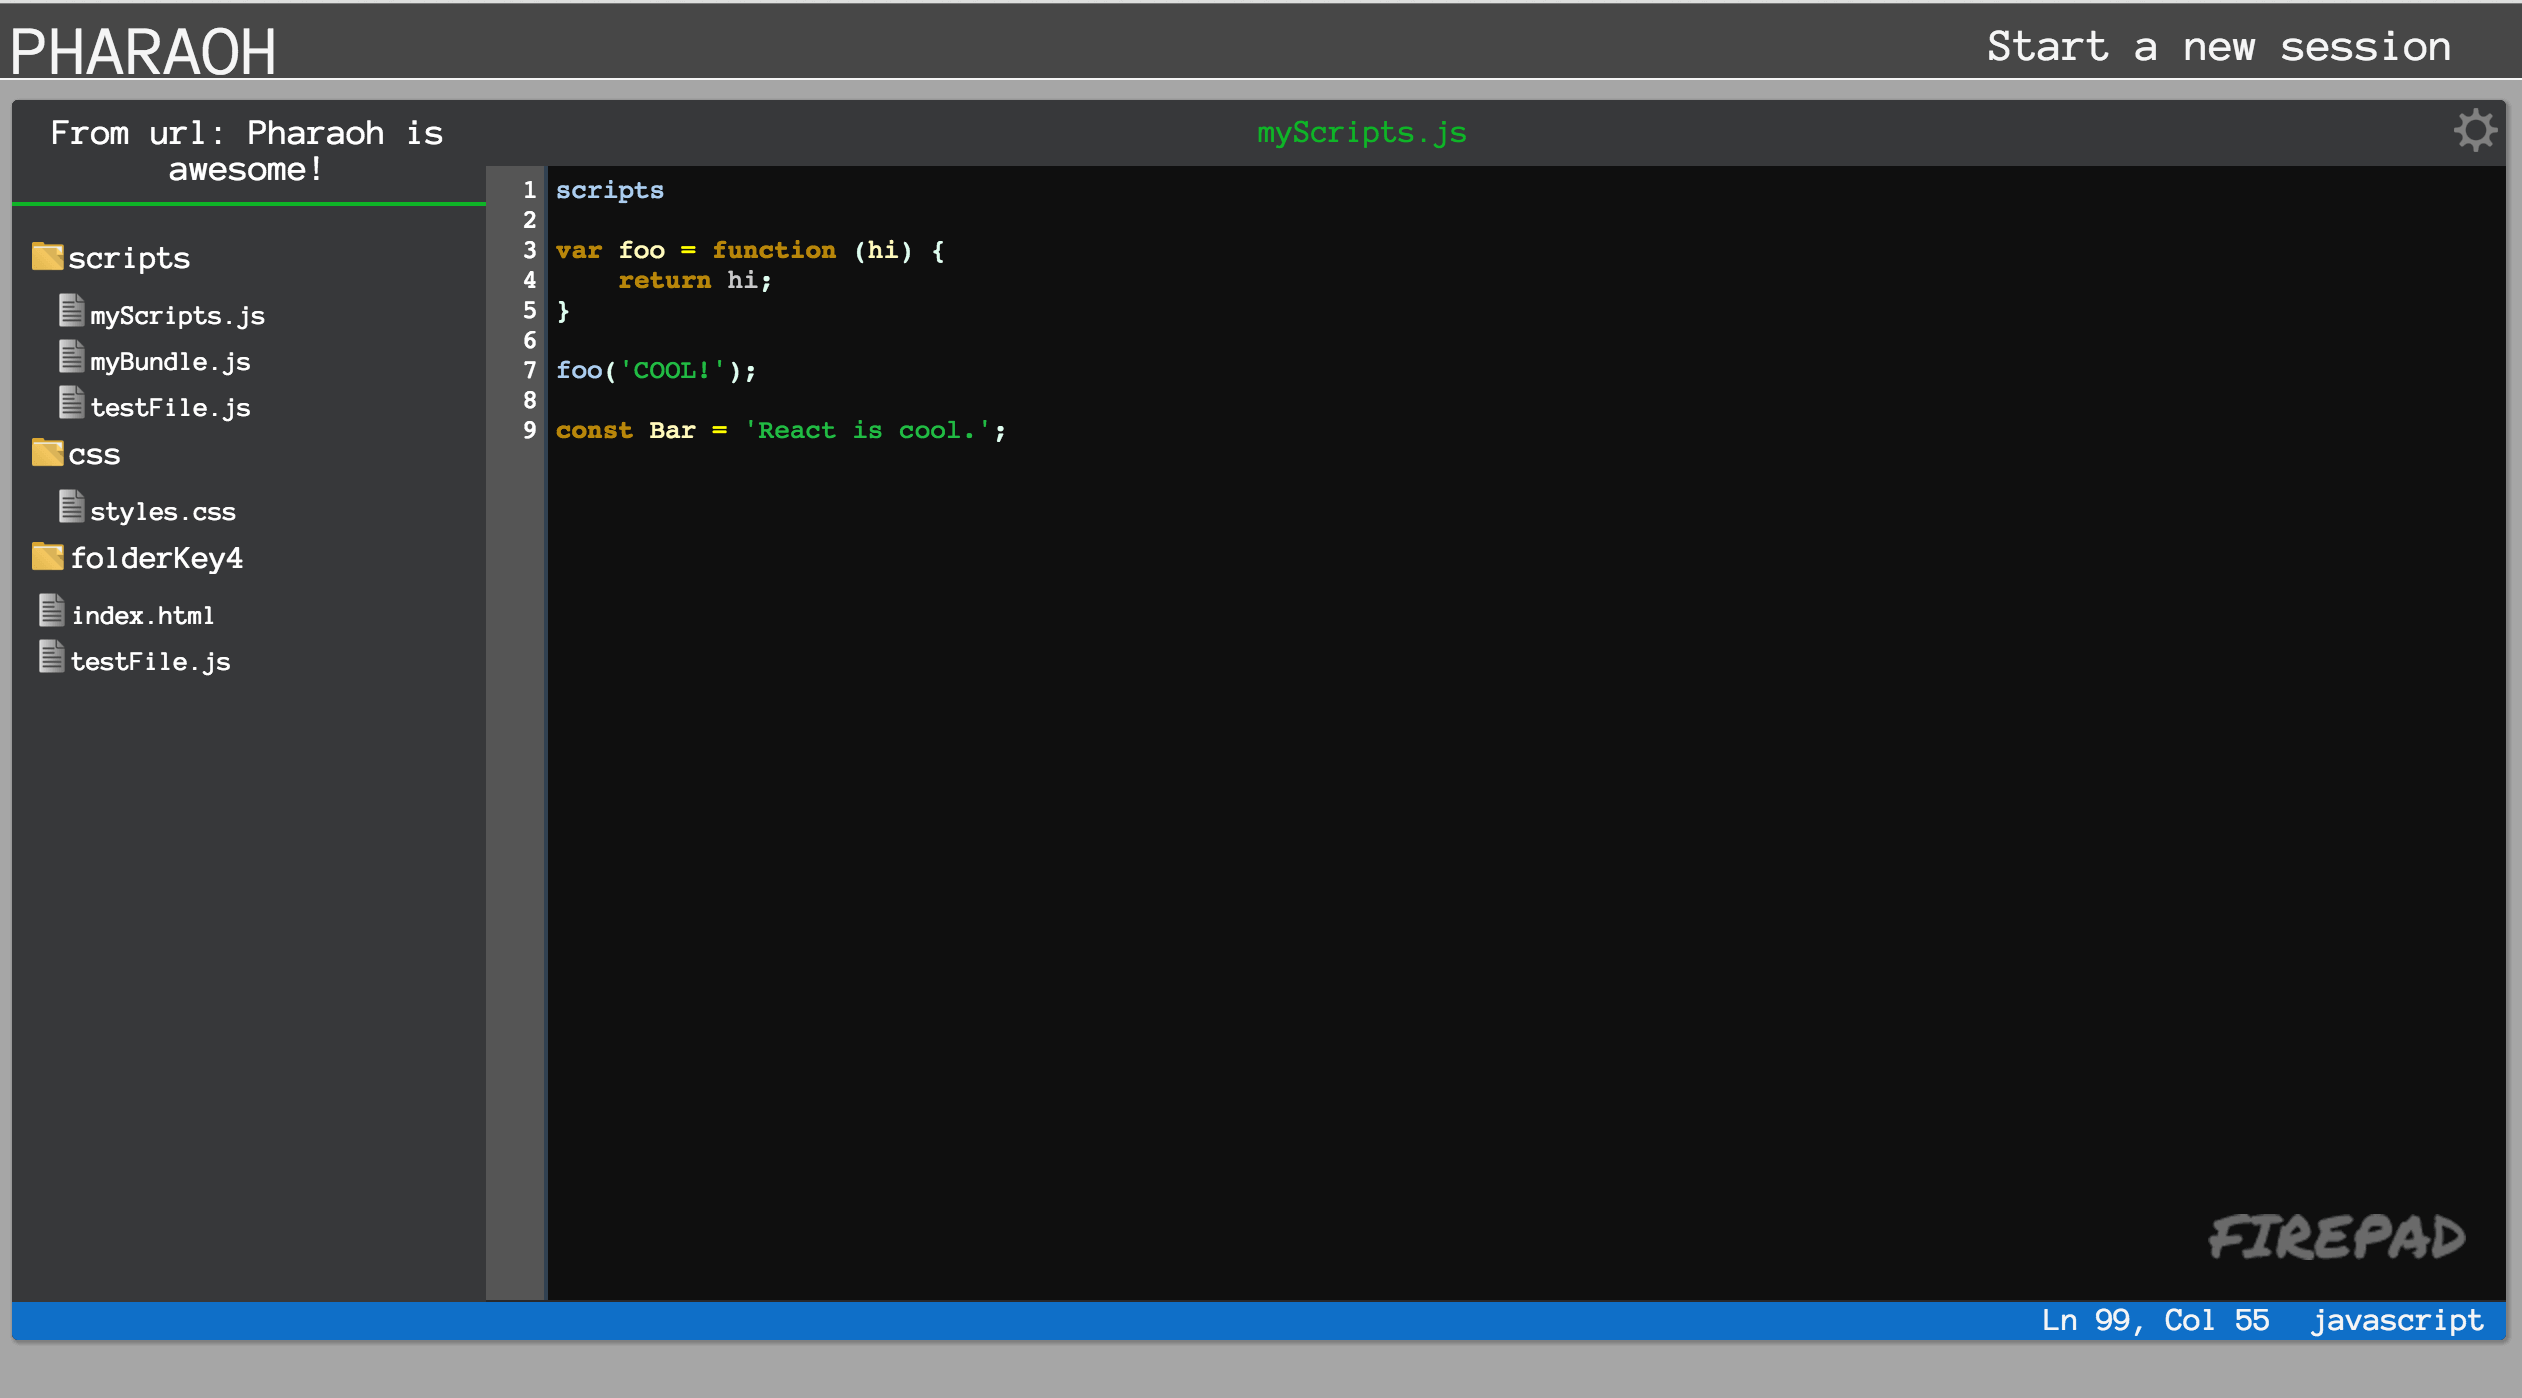 PHARAOH
Start a new session
From url: Pharaoh is
awesome!
myScripts.js
scripts
myScripts.js
myBundle.js
testFile.js
css
styles.css
folderKey4
index.html
testFile.js
1 scripts
2
3 var foo = function (hi) {
4     return hi;
5 }
6
7 foo('COOL!');
8
9 const Bar = 'React is cool.';
FIREPAD
Ln 99, Col 55 javascript